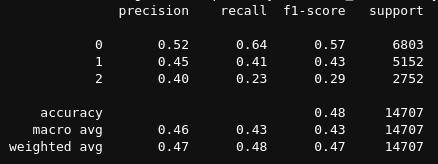 precision recall f1-score support
0 0.52 0.64 0.57 6803
1 0.45 0.41 0.43 5152
2 0.40 0.23 0.29 2752
accuracy 0.48 14707
macro avg 0.46 0.43 0.43 14707
weighted avg 0.47 0.48 0.47 14707